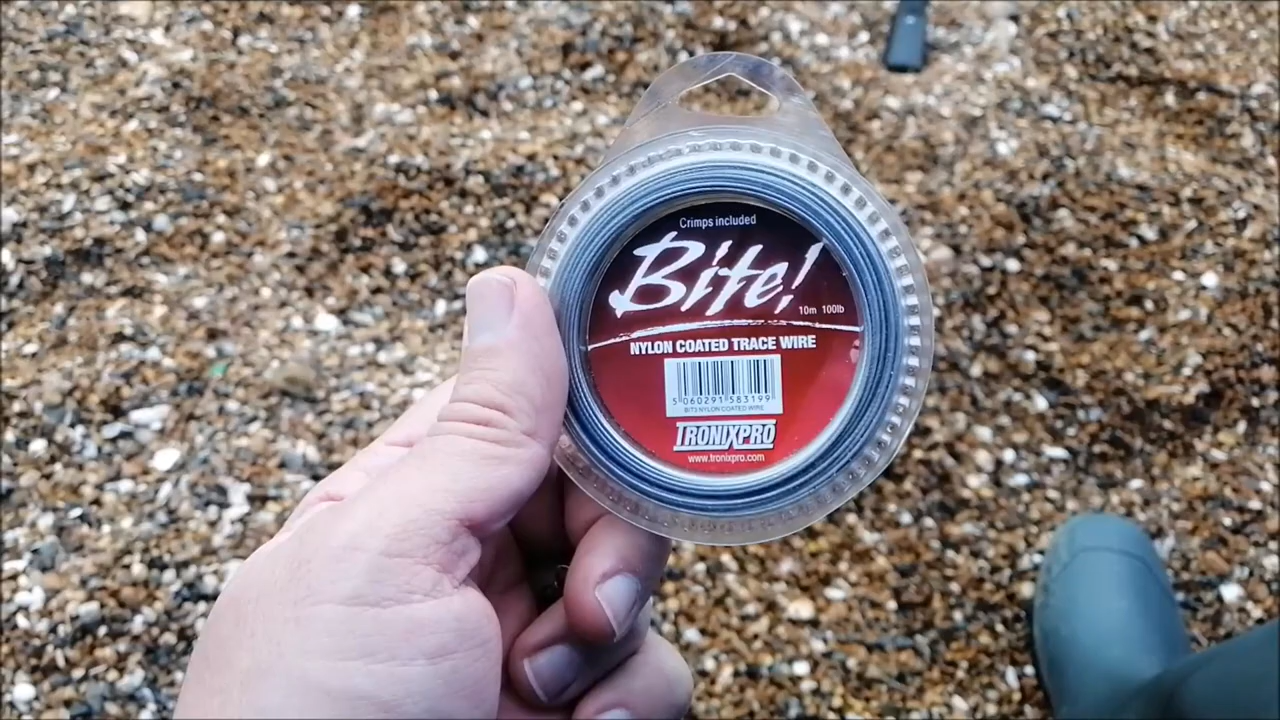 Crimps included
Bite!
10m 100lb
NYLON COATED TRACE WIRE
5 060291 583199
BIT3 NYLON COATED WIRE
TRONIXPRO
www.tronixpro.com